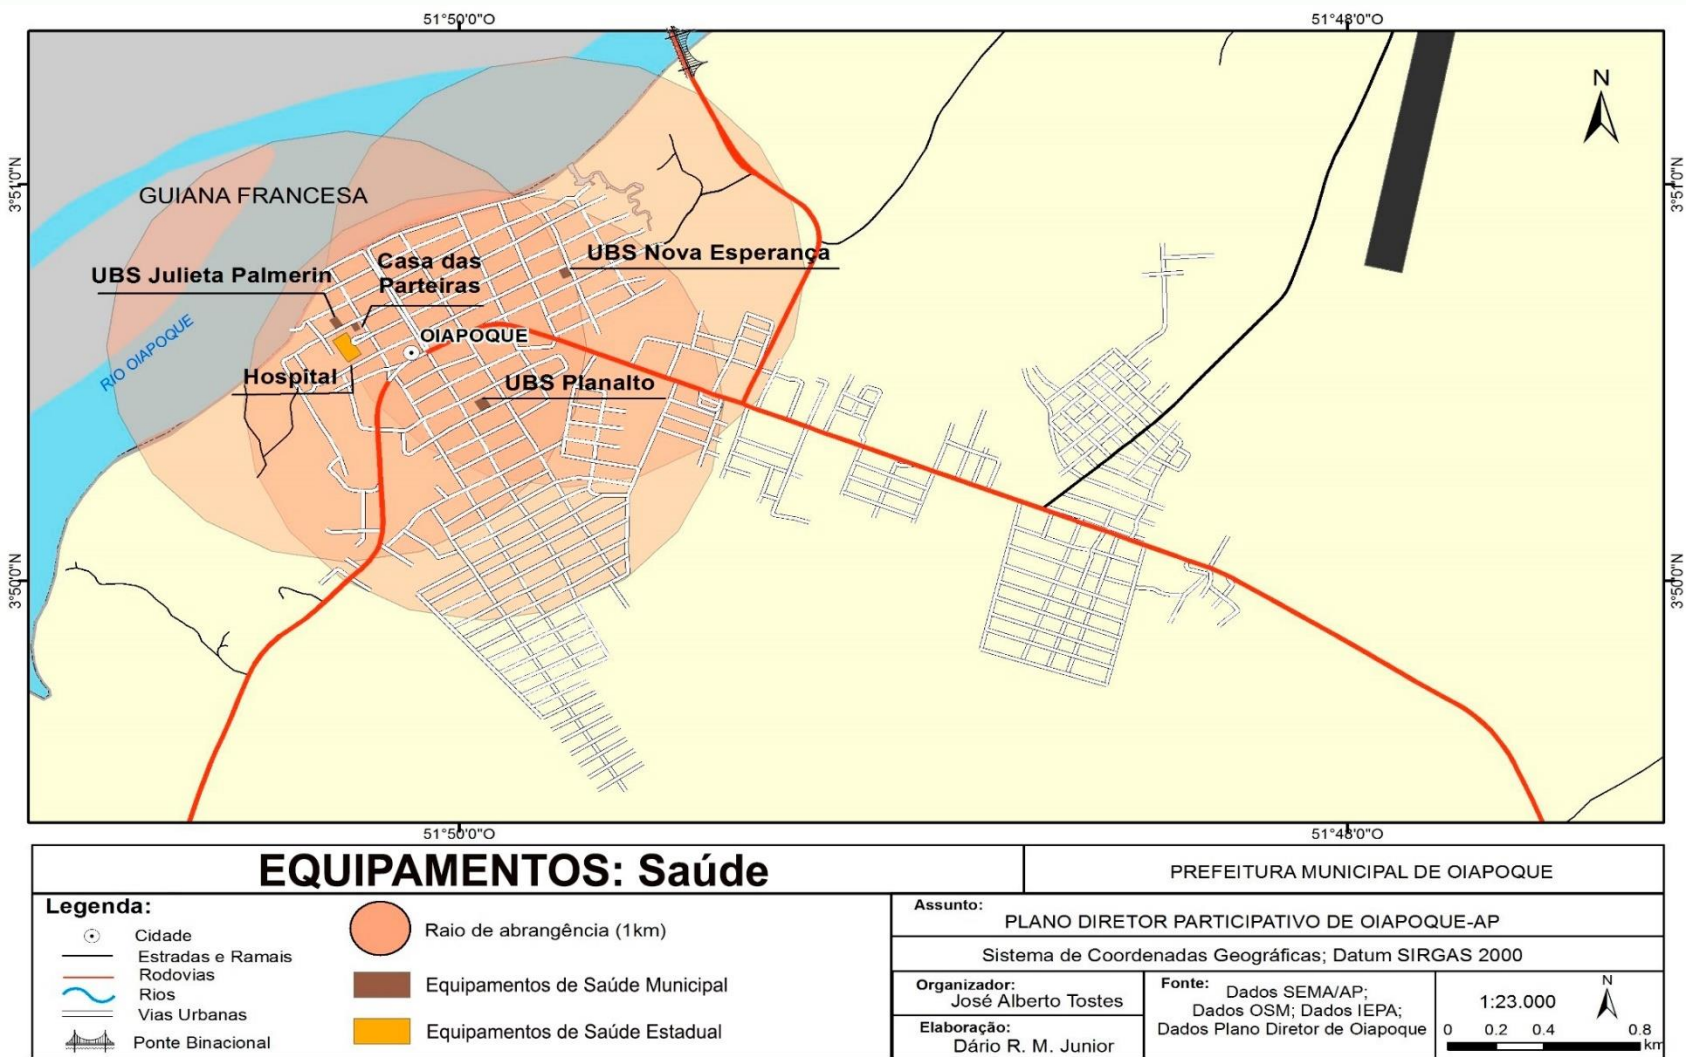 51°50'0"O
51°48'0"O
N
3°51'0"N
3°51'0"N
GUIANA FRANCESA
UBS Nova Esperança
Casa das
Parteiras
UBS Julieta Palmerin
RIO OIAPOQUE
OIAPOQUE
Hospital
UBS Planalto
3°50'0"N
3°50'0"N
51°50'0"O
51°48'0"O
EQUIPAMENTOS: Saúde
PREFEITURA MUNICIPAL DE OIAPOQUE
Legenda:
Cidade
Estradas e Ramais
Rodovias
Rios
Vias Urbanas
Ponte Binacional
Raio de abrangência (1km)
Equipamentos de Saúde Municipal
Equipamentos de Saúde Estadual
Assunto:
PLANO DIRETOR PARTICIPATIVO DE OIAPOQUE-AP
Sistema de Coordenadas Geográficas; Datum SIRGAS 2000
Organizador:
José Alberto Tostes
Elaboração:
Dário R. M. Junior
Fonte: Dados SEMA/AP;
Dados OSM; Dados IEPA;
Dados Plano Diretor de Oiapoque
1:23.000
N
0 0.2 0.4 0.8
km